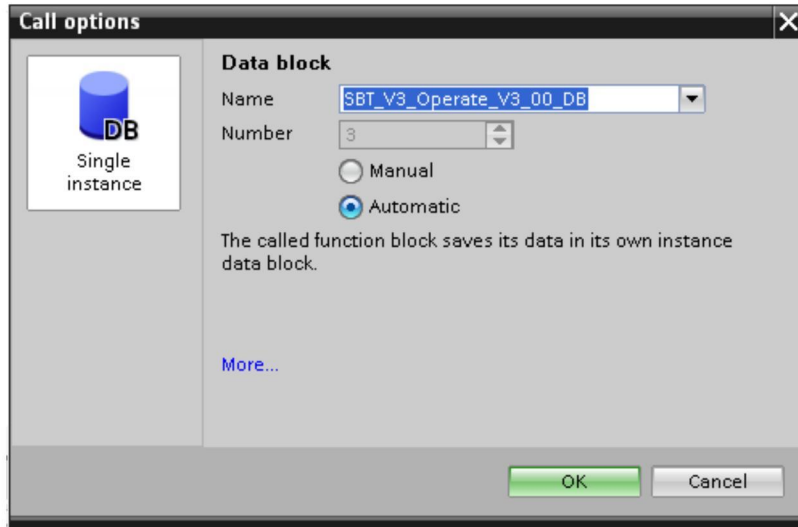 Call options
DB
Single
instance
Data block
Name SBT_V3_Operate_V3_00_DB
Number 3
Manual
Automatic
The called function block saves its data in its own instance
data block.
More...
OK Cancel